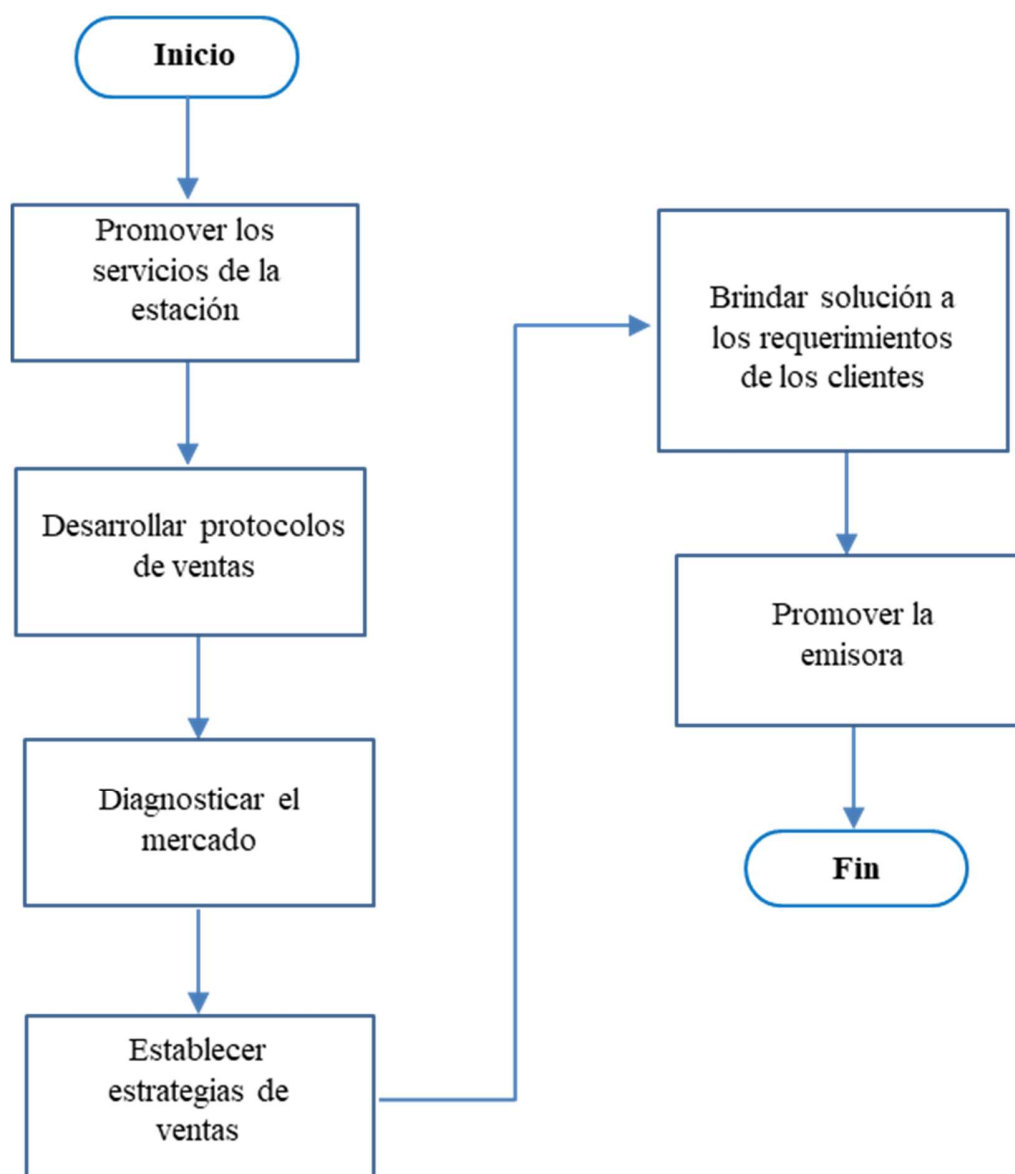 Inicio
Promover los
servicios de la
estación
Desarrollar protocolos
de ventas
Diagnosticar el
mercado
Establecer
estrategias de
ventas
Brindar solución a
los requerimientos
de los clientes
Promover la
emisora
Fin